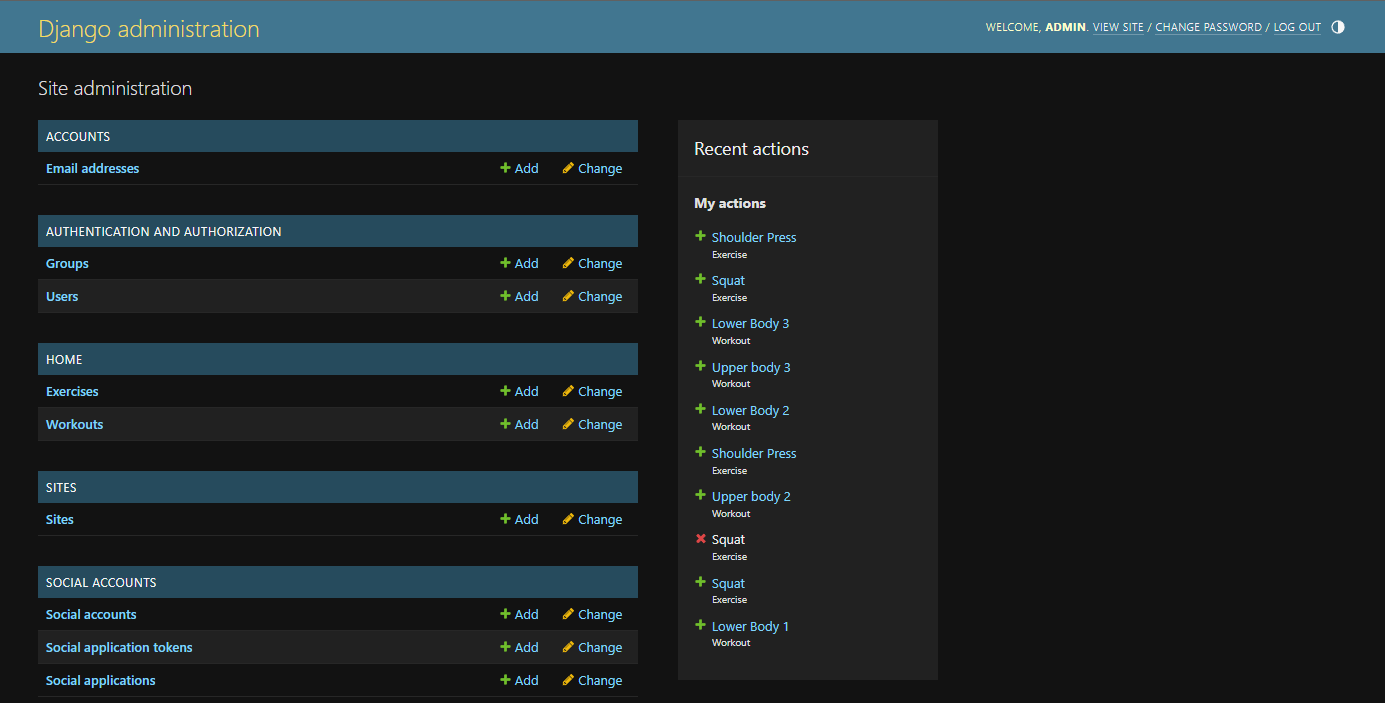 Django administration
WELCOME, ADMIN. VIEW SITE / CHANGE PASSWORD / LOG OUT
Site administration
ACCOUNTS
Email addresses Add Change
AUTHENTICATION AND AUTHORIZATION
Groups Add Change
Users Add Change
HOME
Exercises Add Change
Workouts Add Change
SITES
Sites Add Change
SOCIAL ACCOUNTS
Social accounts Add Change
Social application tokens Add Change
Social applications Add Change
Recent actions
My actions
Shoulder Press
Exercise
Squat
Exercise
Lower Body 3
Workout
Upper body 3
Workout
Lower Body 2
Workout
Shoulder Press
Exercise
Upper body 2
Workout
Squat
Exercise
Squat
Exercise
Lower Body 1
Workout